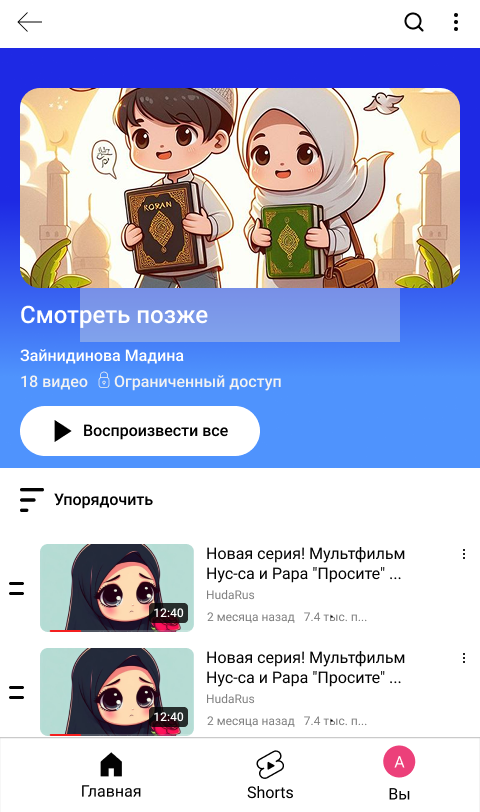 KORAN
Смотреть позже
Зайнидинова Мадина
18 видео Ограниченный доступ
Воспроизвести все
Упорядочить
Новая серия! Мультфильм
Нус-са и Рара "Просите" ...
HudaRus
2 месяца назад 7.4 тыс. п...
12:40
Новая серия! Мультфильм
Нус-са и Рара "Просите" ...
HudaRus
2 месяца назад 7.4 тыс. п...
12:40
А
Главная
Shorts
Вы